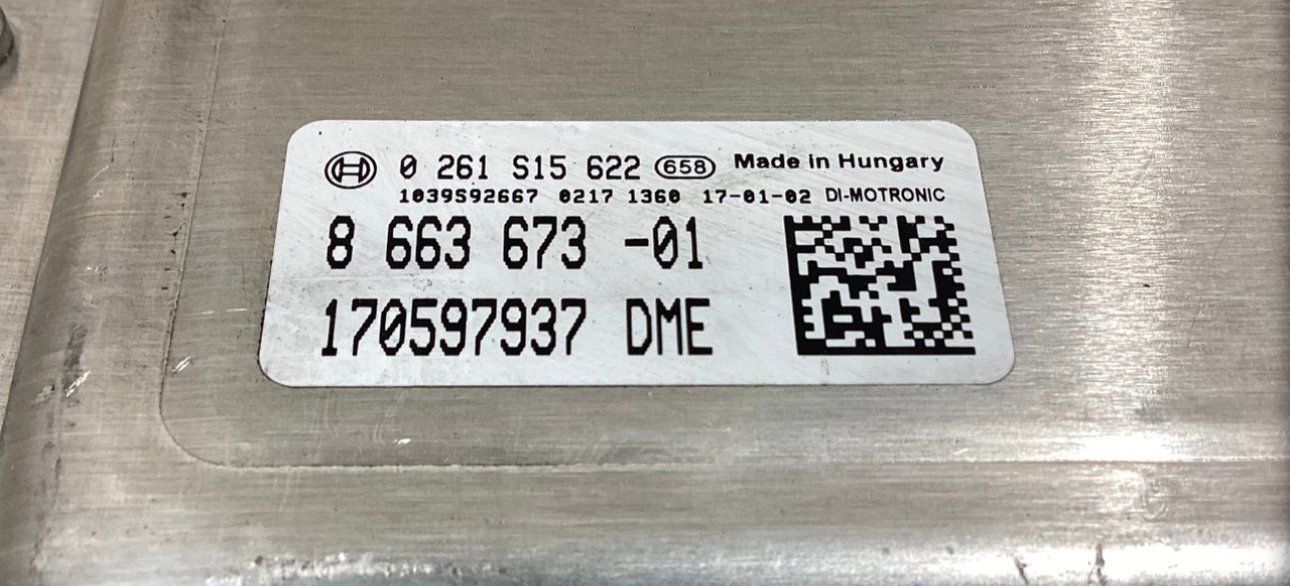 0 261 S15 622 658 Made in Hungary
1039S92667 0217 1360 17-01-02 DI-MOTRONIC
8 663 673 -01
170597937 DME